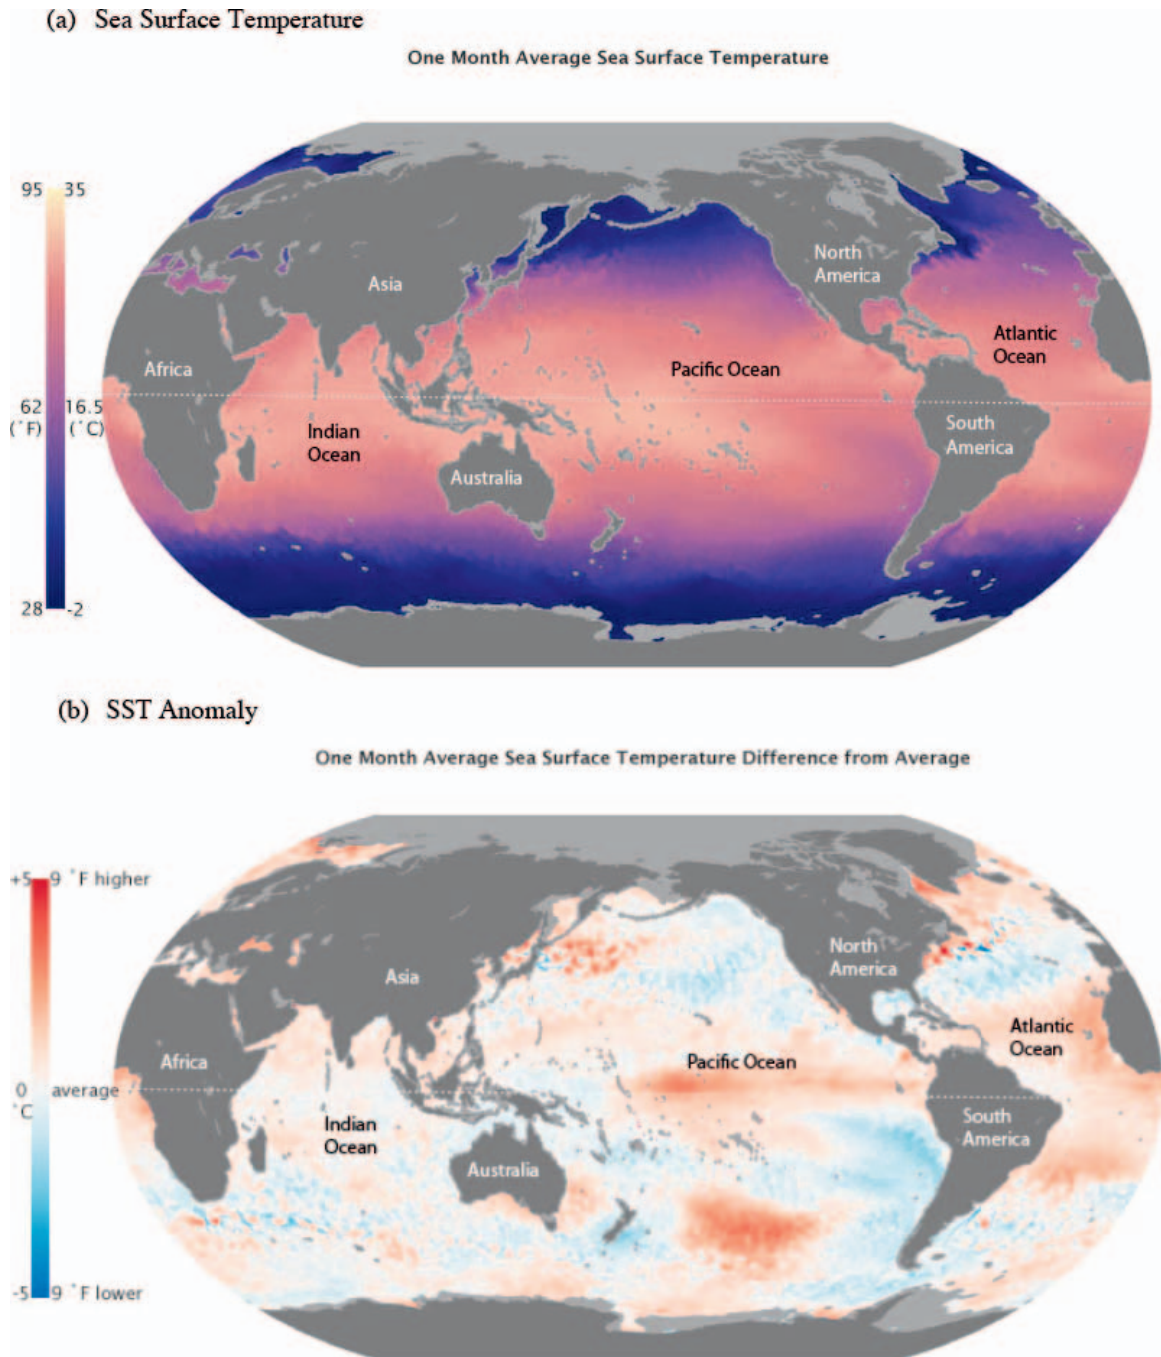 (a) Sea Surface Temperature
One Month Average Sea Surface Temperature
95 35
62 16.5
(˚F) (˚C)
28 -2
Asia
North
America
Africa
Pacific Ocean
Atlantic
Ocean
Indian
Ocean
Australia
South
America
(b) SST Anomaly
One Month Average Sea Surface Temperature Difference from Average
+5 9 ˚F higher
0 average
˚C
-5 9 ˚F lower
Asia
North
America
Africa
Pacific Ocean
Atlantic
Ocean
Indian
Ocean
Australia
South
America